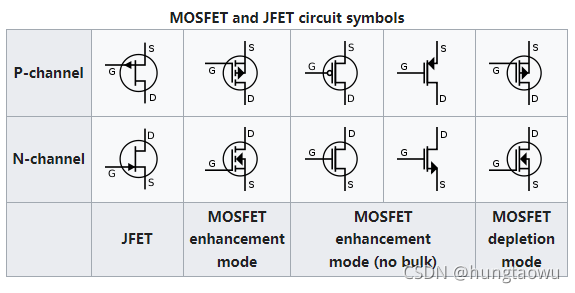 MOSFET and JFET circuit symbols
P-channel
S
G
D
S
G
D
S
G
D
S
G
D
S
G
D
N-channel
D
G
S
D
G
S
D
G
S
D
G
S
D
G
S
JFET
MOSFET
enhancement
mode
MOSFET
enhancement
mode (no bulk)
MOSFET
depletion
mode
CSDN @hungtaowu